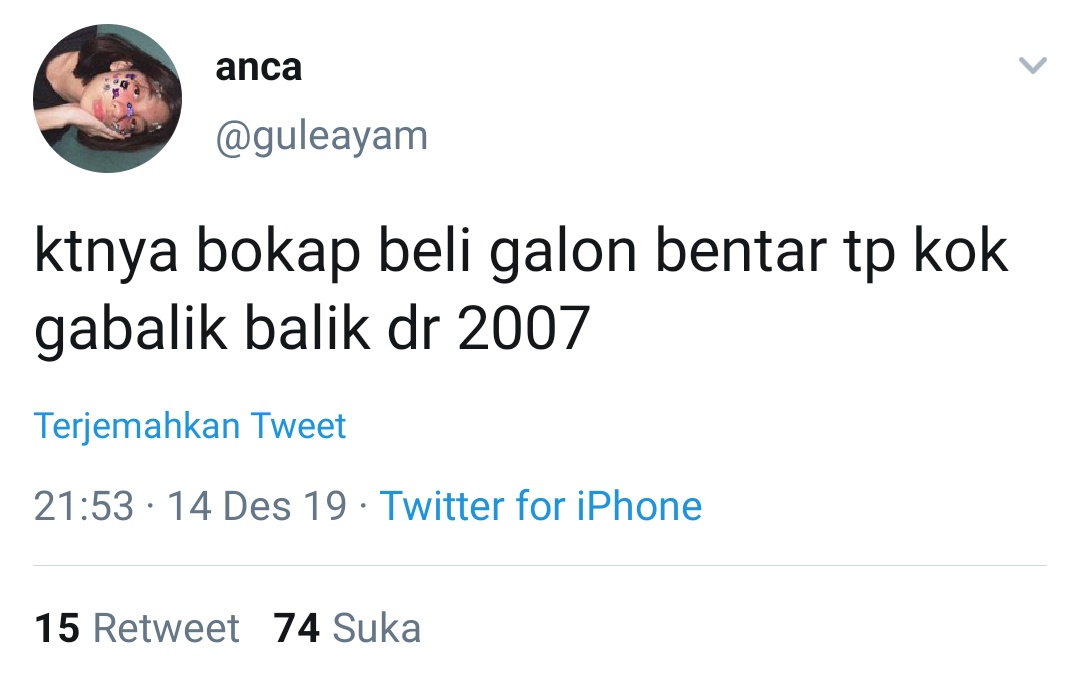 anca
@guleayam
ktnya bokap beli galon bentar tp kok
gabalik balik dr 2007
Terjemahkan Tweet
21:53 · 14 Des 19 · Twitter for iPhone
15 Retweet 74 Suka